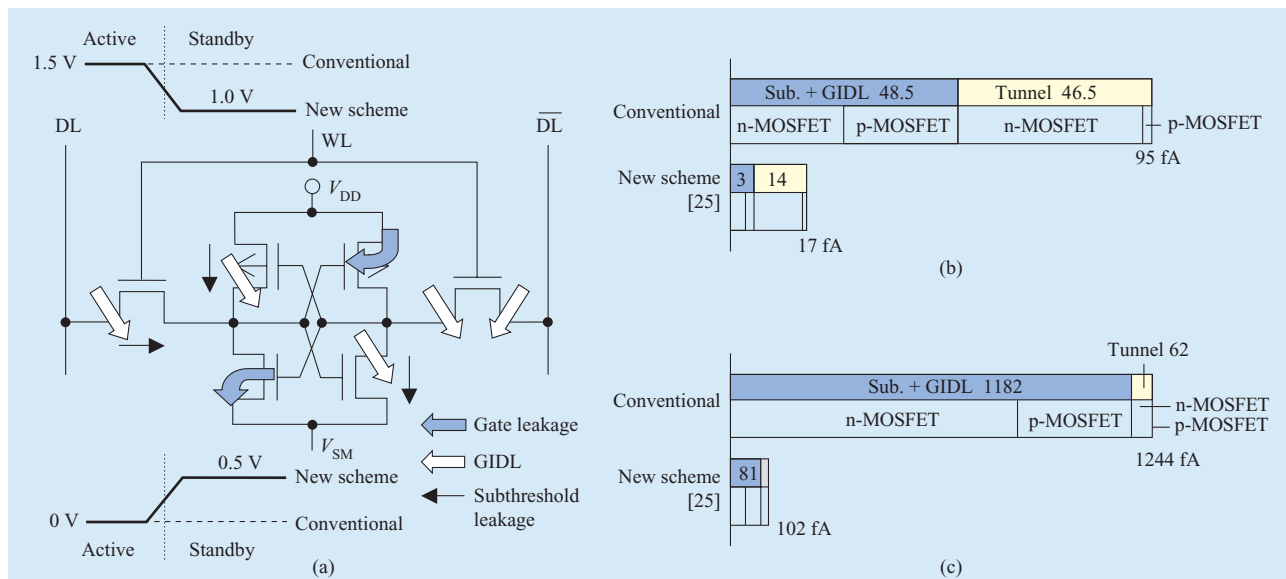 Active Standby
1.5 V
Conventional
1.0 V
New scheme
DL
WL
DL
VDD
VSM
Gate leakage
GIDL
Subthreshold
leakage
0.5 V
New scheme
0 V
Conventional
Active Standby
(a)
Conventional
Sub. + GIDL 48.5
Tunnel 46.5
n-MOSFET
p-MOSFET
n-MOSFET
p-MOSFET
95 fA
New scheme
[25]
3
14
17 fA
(b)
Tunnel 62
Conventional
Sub. + GIDL 1182
n-MOSFET
p-MOSFET
n-MOSFET
p-MOSFET
1244 fA
New scheme
[25]
81
102 fA
(c)